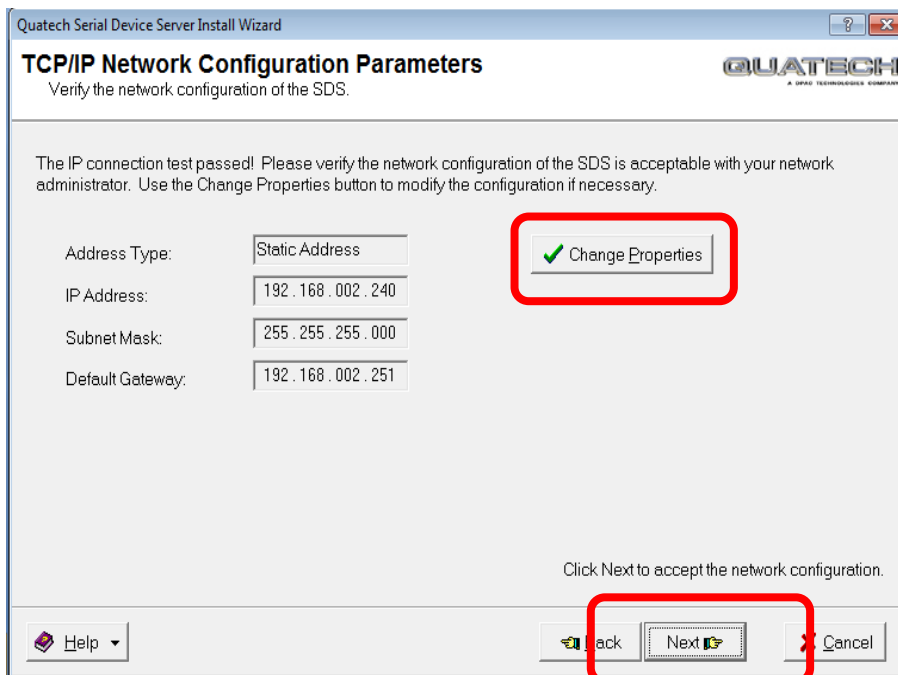 Quatech Serial Device Server Install Wizard
TCP/IP Network Configuration Parameters
Verify the network configuration of the SDS.
QUATECH
A DPAC TECHNOLOGIES COMPANY
The IP connection test passed! Please verify the network configuration of the SDS is acceptable with your network
administrator. Use the Change Properties button to modify the configuration if necessary.
Address Type: Static Address
Change Properties
IP Address: 192.168.002.240
Subnet Mask: 255.255.255.000
Default Gateway: 192.168.002.251
Click Next to accept the network configuration.
Help Back Next Cancel